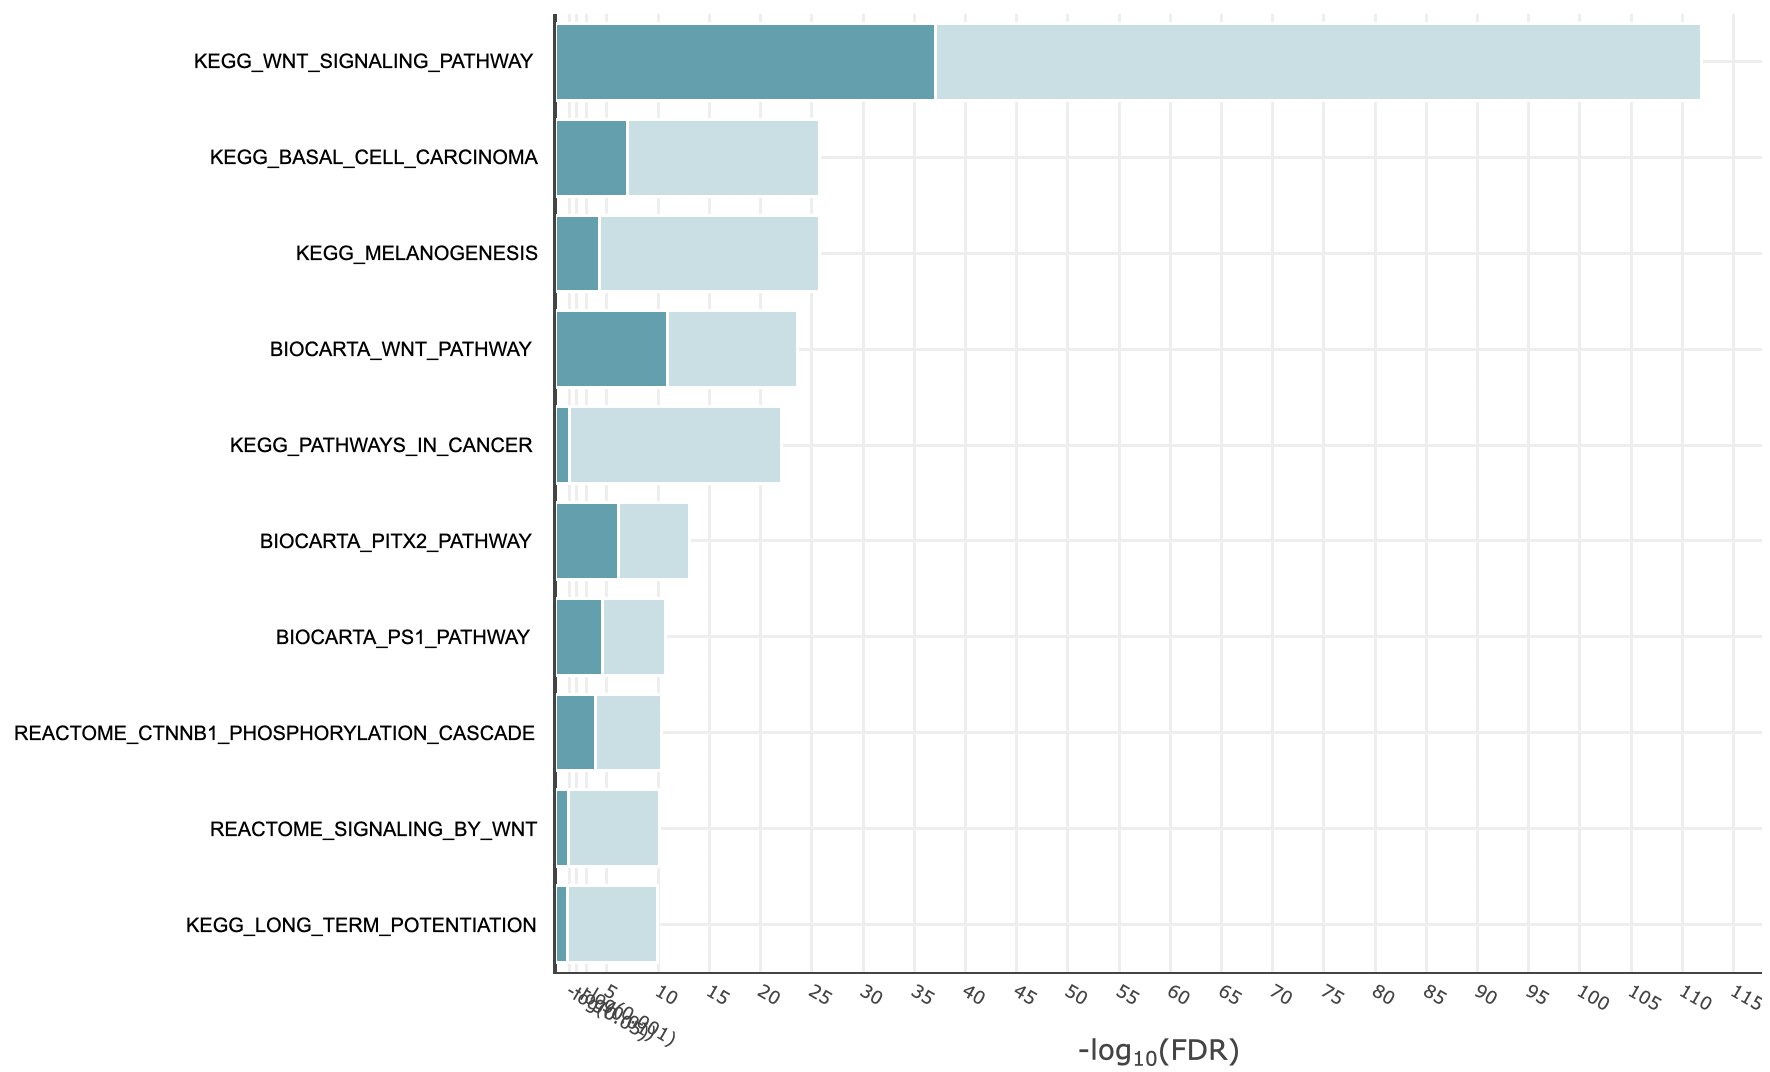 KEGG_WNT_SIGNALING_PATHWAY
KEGG_BASAL_CELL_CARCINOMA
KEGG_MELANOGENESIS
BIOCARTA_WNT_PATHWAY
KEGG_PATHWAYS_IN_CANCER
BIOCARTA_PITX2_PATHWAY
BIOCARTA_PS1_PATHWAY
REACTOME_CTNNB1_PHOSPHORYLATION_CASCADE
REACTOME_SIGNALING_BY_WNT
KEGG_LONG_TERM_POTENTIATION
5 10 15 20 25 30 35 40 45 50 55 60 65 70 75 80 85 90 95 100 105 110 115
-log₁₀(FDR)